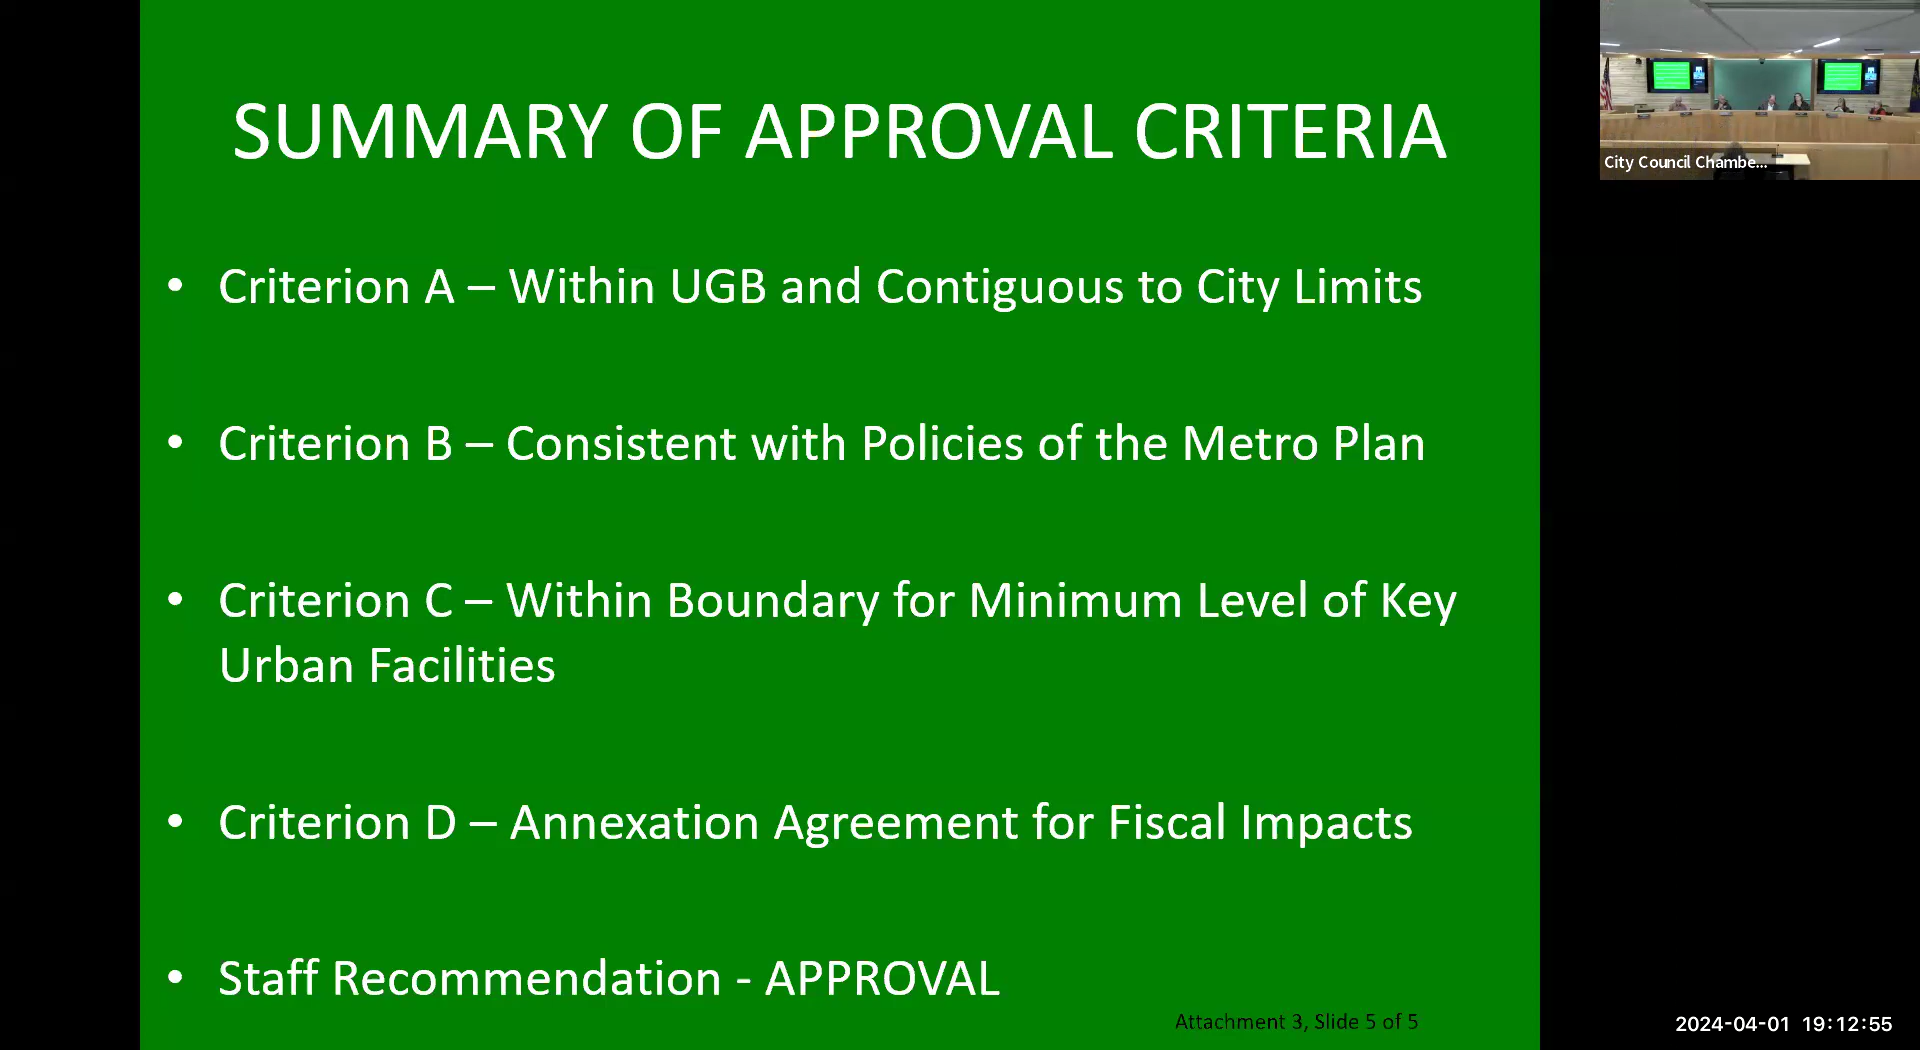 SUMMARY OF APPROVAL CRITERIA
• Criterion A – Within UGB and Contiguous to City Limits
• Criterion B – Consistent with Policies of the Metro Plan
• Criterion C – Within Boundary for Minimum Level of Key
Urban Facilities
• Criterion D – Annexation Agreement for Fiscal Impacts
• Staff Recommendation - APPROVAL
Attachment 3, Slide 5 of 5
City Council Chambe...
2024-04-01 19:12:55